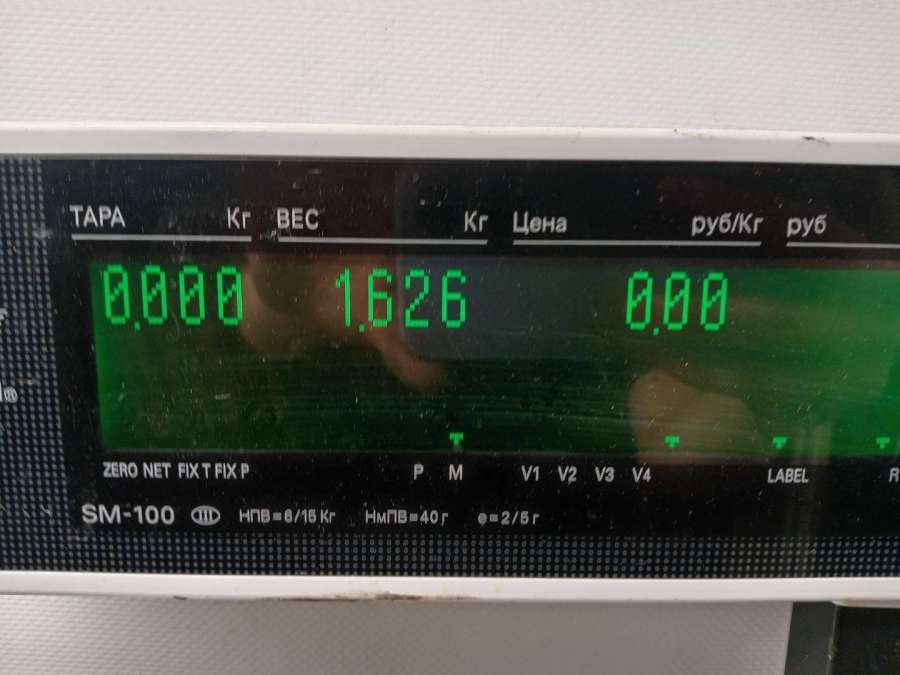 ТАРА Кг ВЕС Кг Цена руб/Кг руб
0.000 1.626 0.00
ZERO NET FIX T FIX P P M V1 V2 V3 V4 LABEL
SM-100 III НПВ=6/15 Кг НмПВ=40 г e=2/5 г